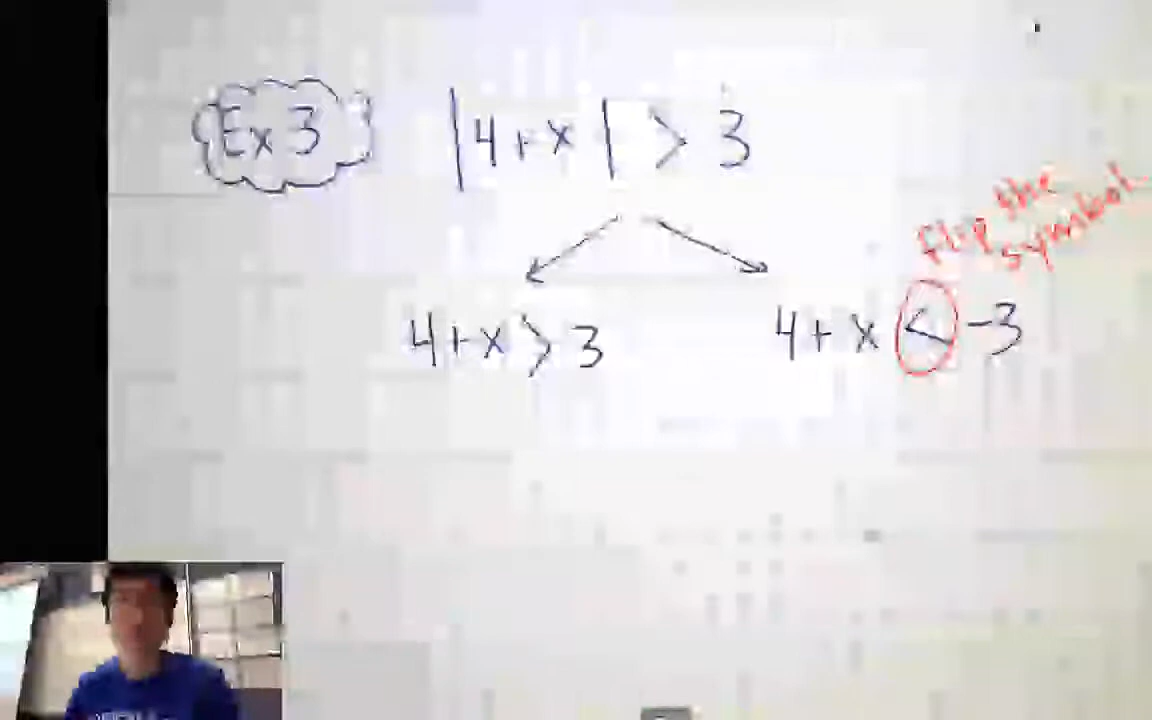 Ex 3 |4+x| > 3
flip the
symbol
4+x > 3 4+x < -3